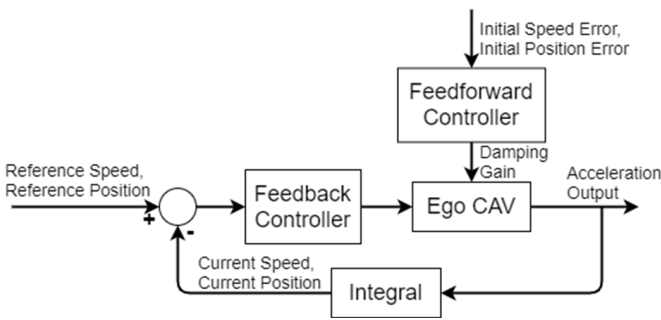 Initial Speed Error,
Initial Position Error
Feedforward
Controller
Damping
Gain
Reference Speed,
Reference Position
+
-
Feedback
Controller
Ego CAV
Acceleration
Output
Current Speed,
Current Position
Integral